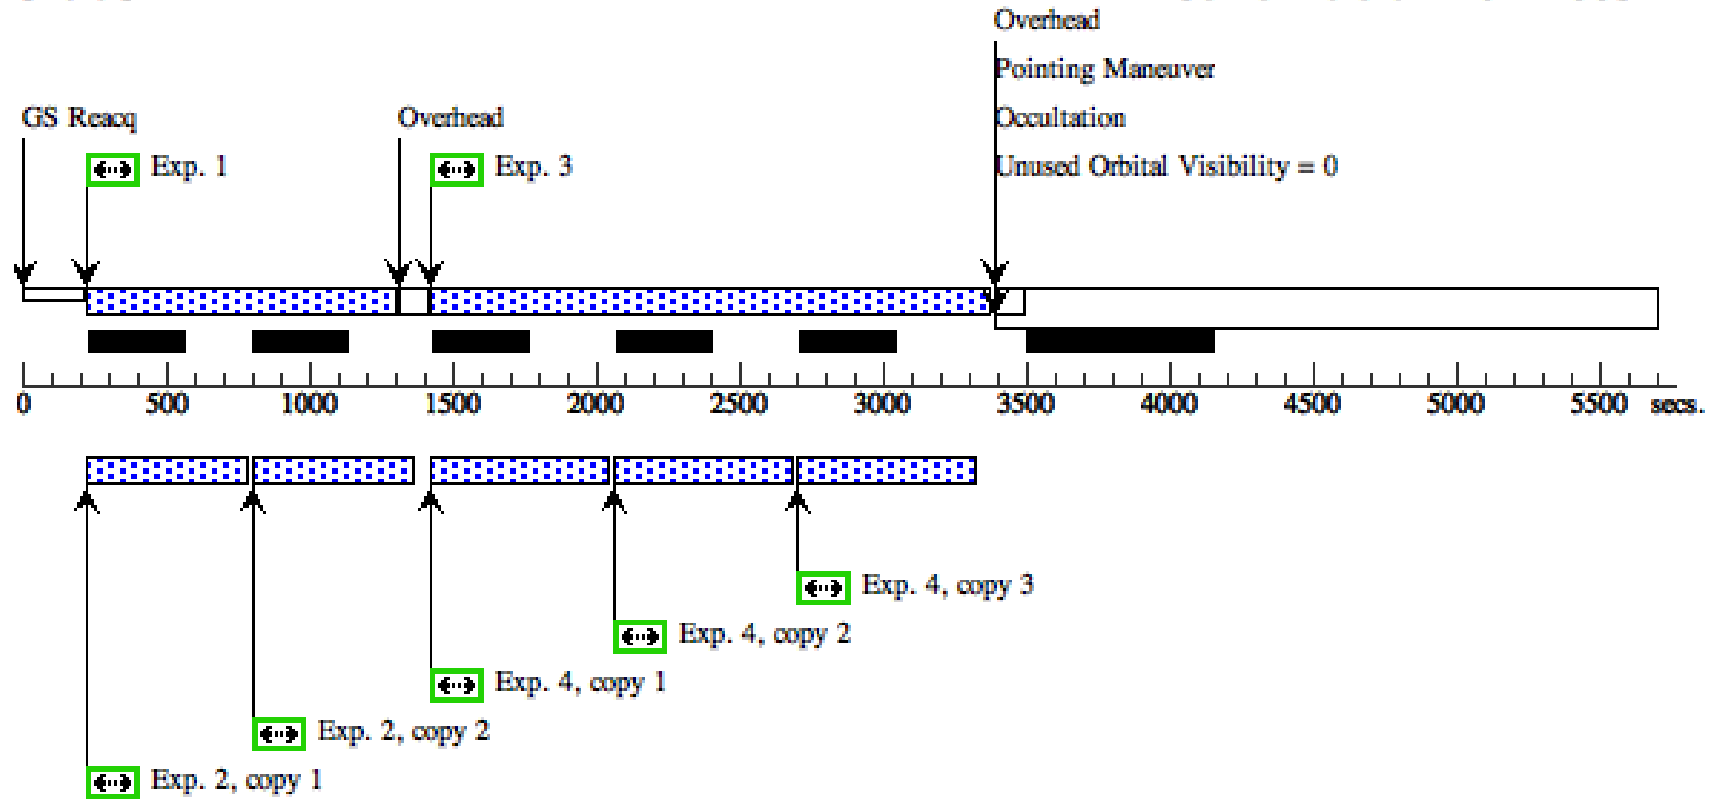 Overhead
Pointing Maneuver
GS Reacq
Overhead
Occultation
Exp. 1
Exp. 3
Unused Orbital Visibility = 0
0 500 1000 1500 2000 2500 3000 3500 4000 4500 5000 5500 secs.
Exp. 4, copy 3
Exp. 4, copy 2
Exp. 4, copy 1
Exp. 2, copy 2
Exp. 2, copy 1